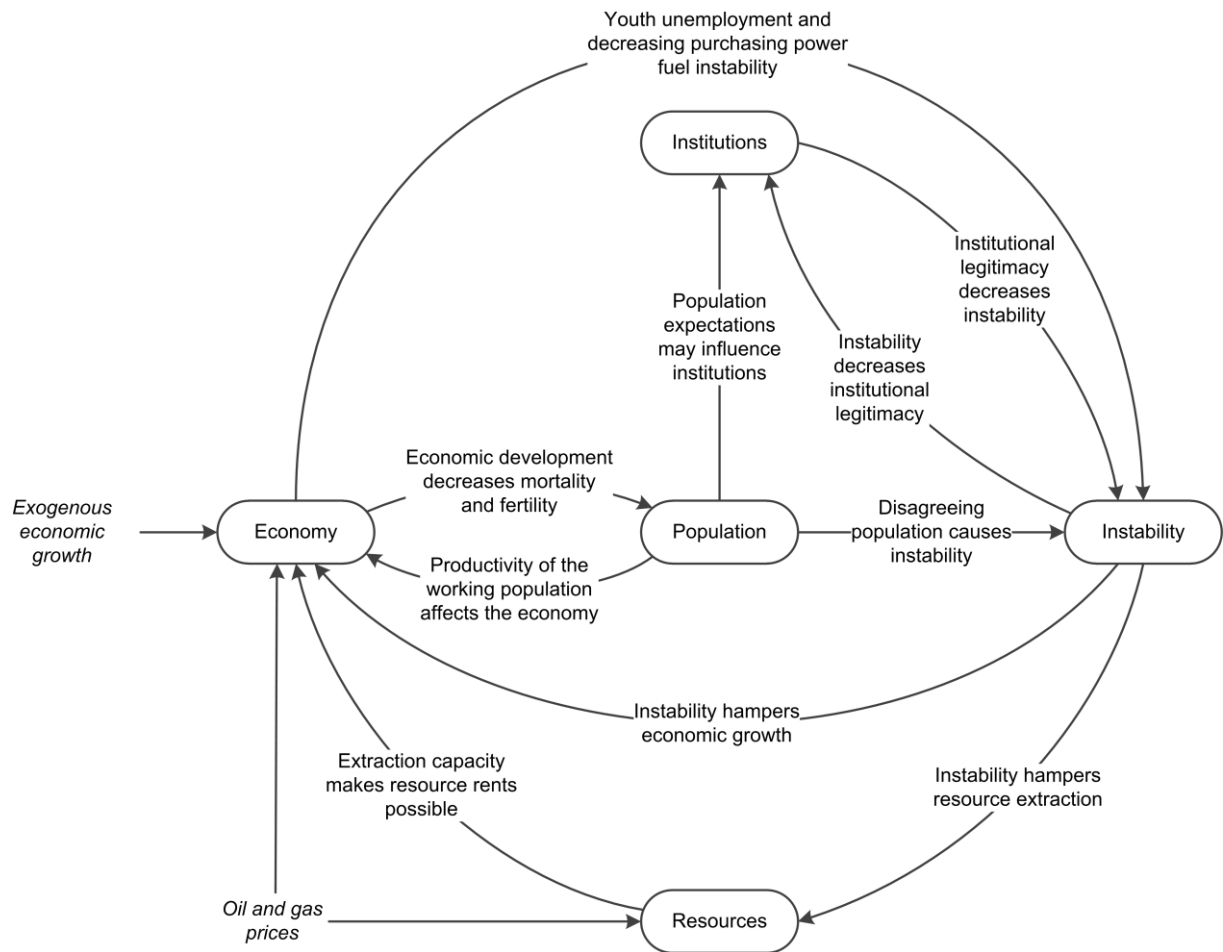 Youth unemployment and
decreasing purchasing power
fuel instability
Institutions
Institutional
legitimacy
decreases
instability
Population
expectations
may influence
institutions
Instability
decreases
institutional
legitimacy
Economic development
decreases mortality
and fertility
Exogenous
economic
growth
Economy
Population
Disagreeing
population causes
instability
Instability
Productivity of the
working population
affects the economy
Instability hampers
economic growth
Extraction capacity
makes resource rents
possible
Instability hampers
resource extraction
Oil and gas
prices
Resources